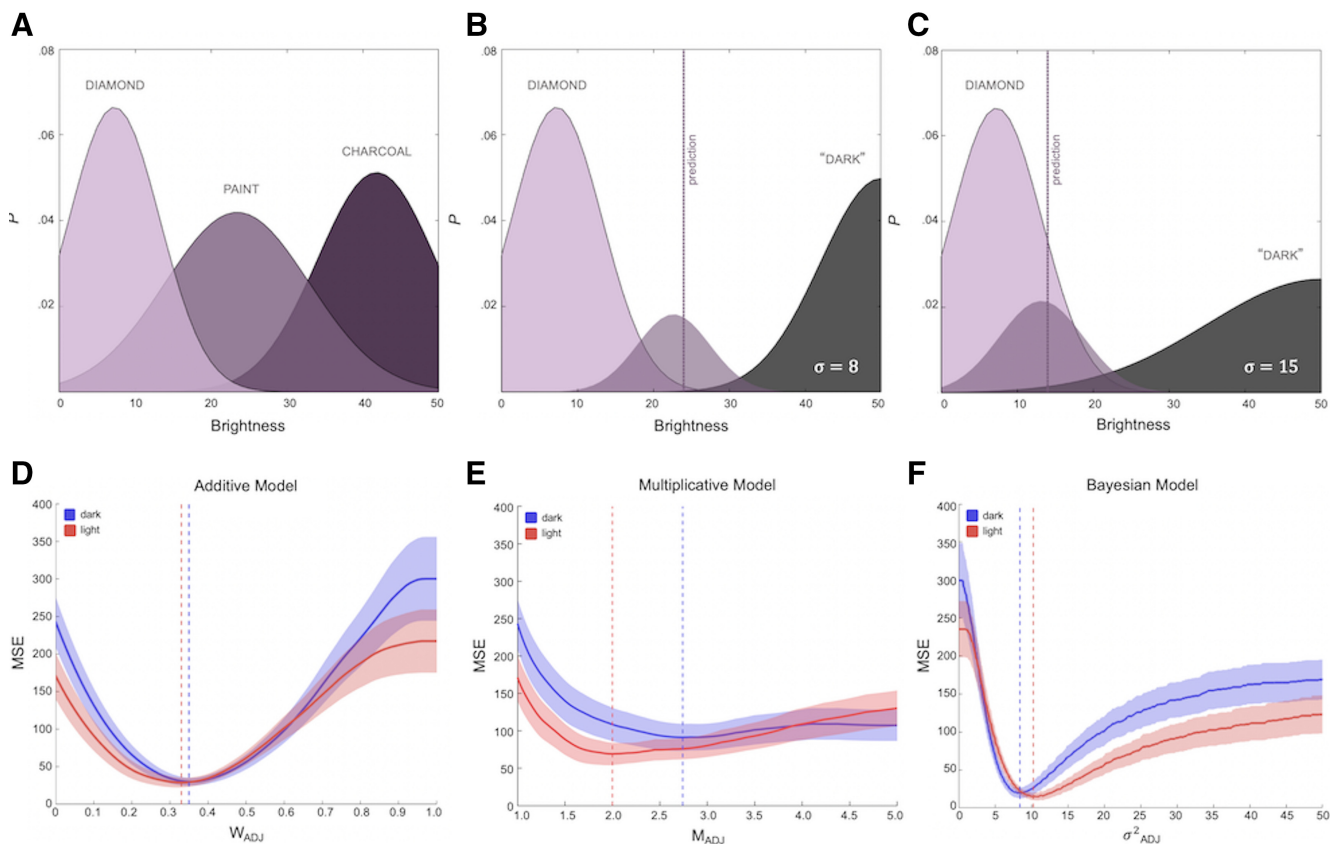 A
B
C
.08
.06
.04
.02
P
DIAMOND
PAINT
CHARCOAL
0
10
20
30
40
50
Brightness
.08
.06
.04
.02
P
DIAMOND
prediction
"DARK"
σ = 8
0
10
20
30
40
50
Brightness
.08
.06
.04
.02
P
DIAMOND
prediction
"DARK"
σ = 15
0
10
20
30
40
50
Brightness
D
Additive Model
400
350
300
250
200
150
100
50
0
MSE
dark
light
0
0.1
0.2
0.3
0.4
0.5
0.6
0.7
0.8
0.9
1.0
W_ADJ
E
Multiplicative Model
400
350
300
250
200
150
100
50
0
MSE
dark
light
1.0
1.5
2.0
2.5
3.0
3.5
4.0
4.5
5.0
M_ADJ
F
Bayesian Model
400
350
300
250
200
150
100
50
0
MSE
dark
light
0
5
10
15
20
25
30
35
40
45
50
σ²_ADJ